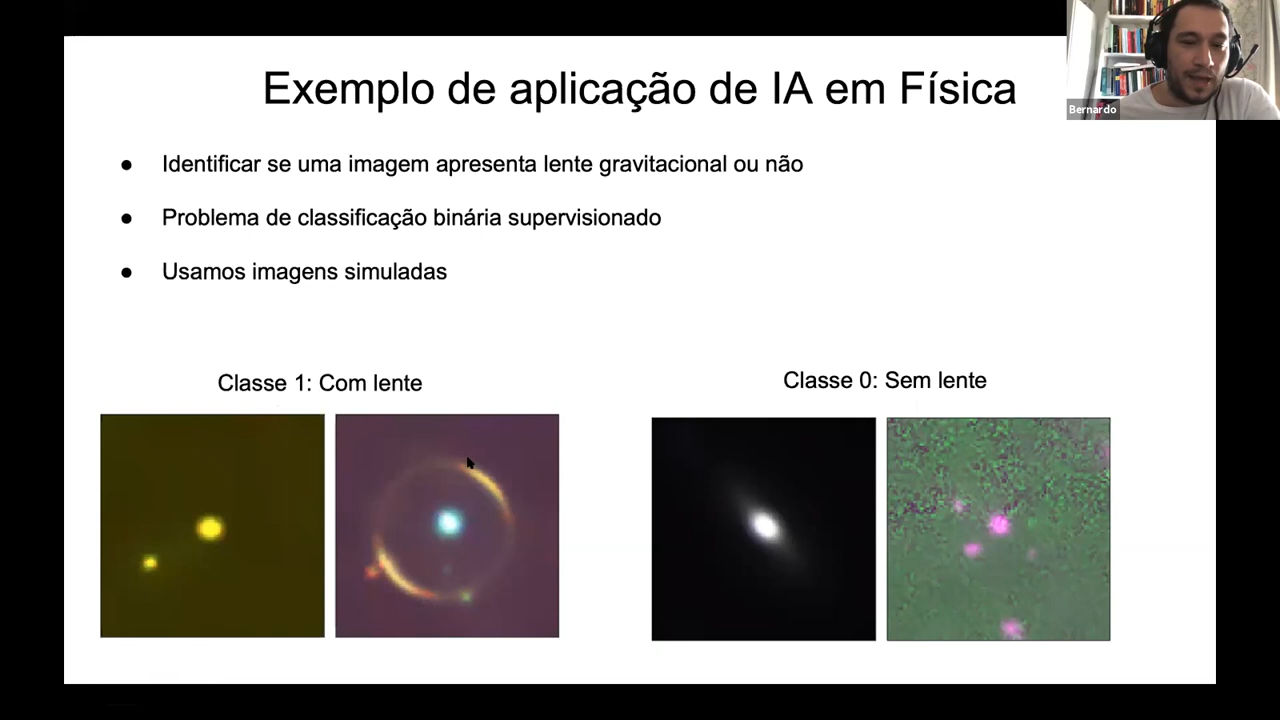 Exemplo de aplicação de IA em Física
Bernardo
● Identificar se uma imagem apresenta lente gravitacional ou não
● Problema de classificação binária supervisionado
● Usamos imagens simuladas
Classe 1: Com lente
Classe 0: Sem lente